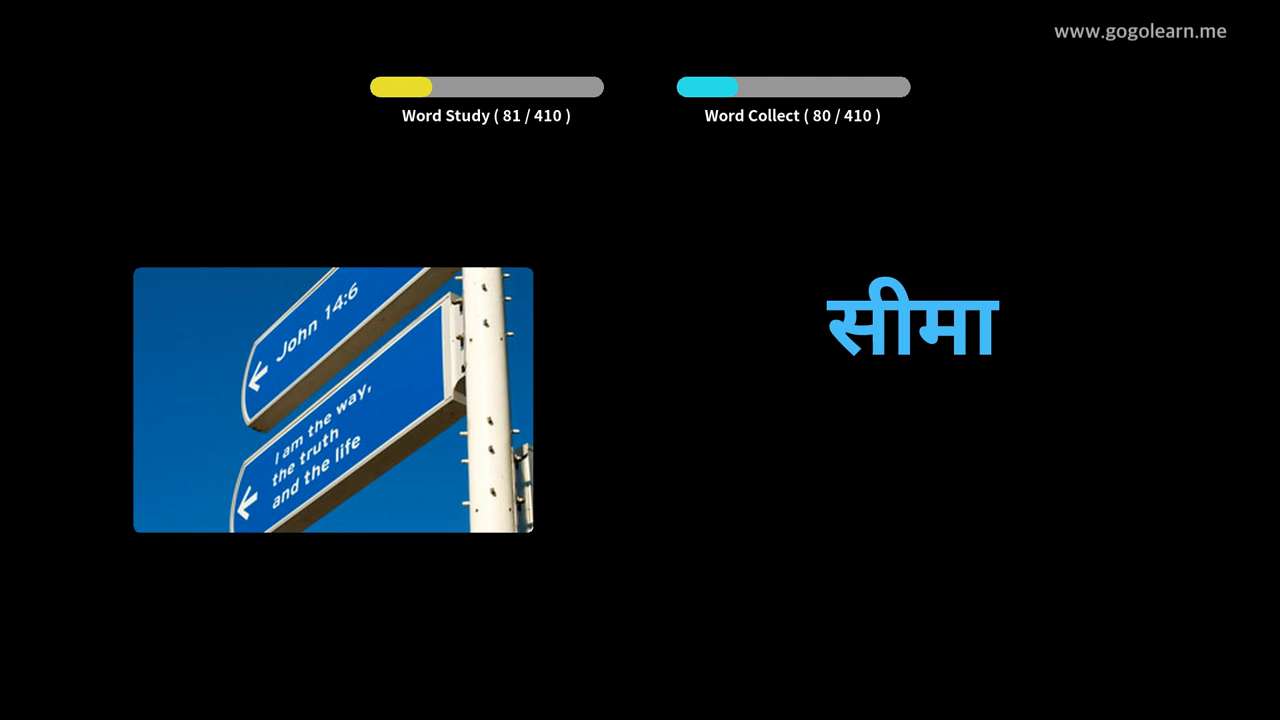 www.gogolearn.me
Word Study ( 81 / 410 )
Word Collect ( 80 / 410 )
John 14:6
I am the way,
the truth
and the life
सीमा